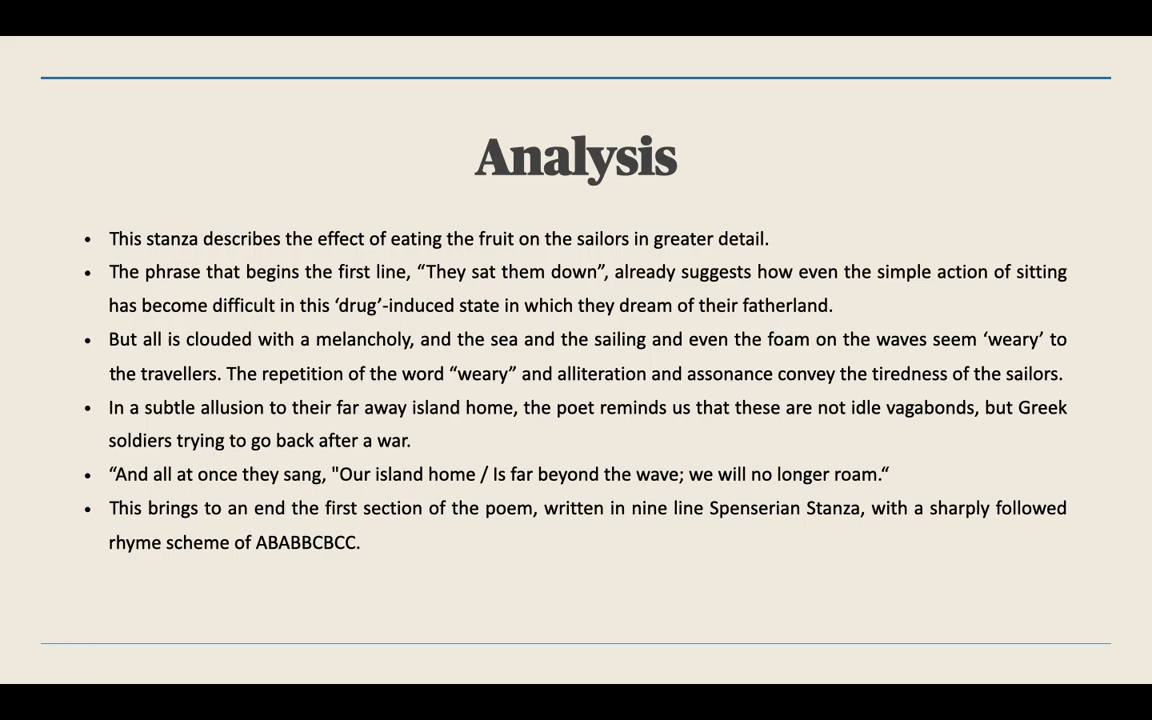 Analysis
• This stanza describes the effect of eating the fruit on the sailors in greater detail.
• The phrase that begins the first line, “They sat them down”, already suggests how even the simple action of sitting
has become difficult in this ‘drug’-induced state in which they dream of their fatherland.
• But all is clouded with a melancholy, and the sea and the sailing and even the foam on the waves seem ‘weary’ to
the travellers. The repetition of the word “weary” and alliteration and assonance convey the tiredness of the sailors.
• In a subtle allusion to their far away island home, the poet reminds us that these are not idle vagabonds, but Greek
soldiers trying to go back after a war.
• “And all at once they sang, "Our island home / Is far beyond the wave; we will no longer roam.“
• This brings to an end the first section of the poem, written in nine line Spenserian Stanza, with a sharply followed
rhyme scheme of ABABBCBCC.